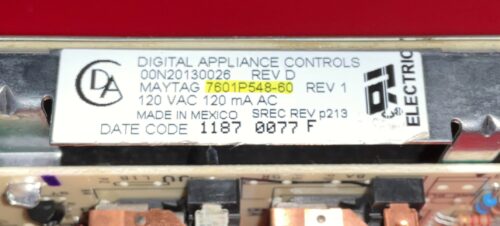 DIGITAL APPLIANCE CONTROLS
00N20130026 REV D
MAYTAG 7601P548-60 REV 1
120 VAC 120 mA AC
MADE IN MEXICO SREC REV p213
DATE CODE 1187 0077 F
CDA
ELECTRIC